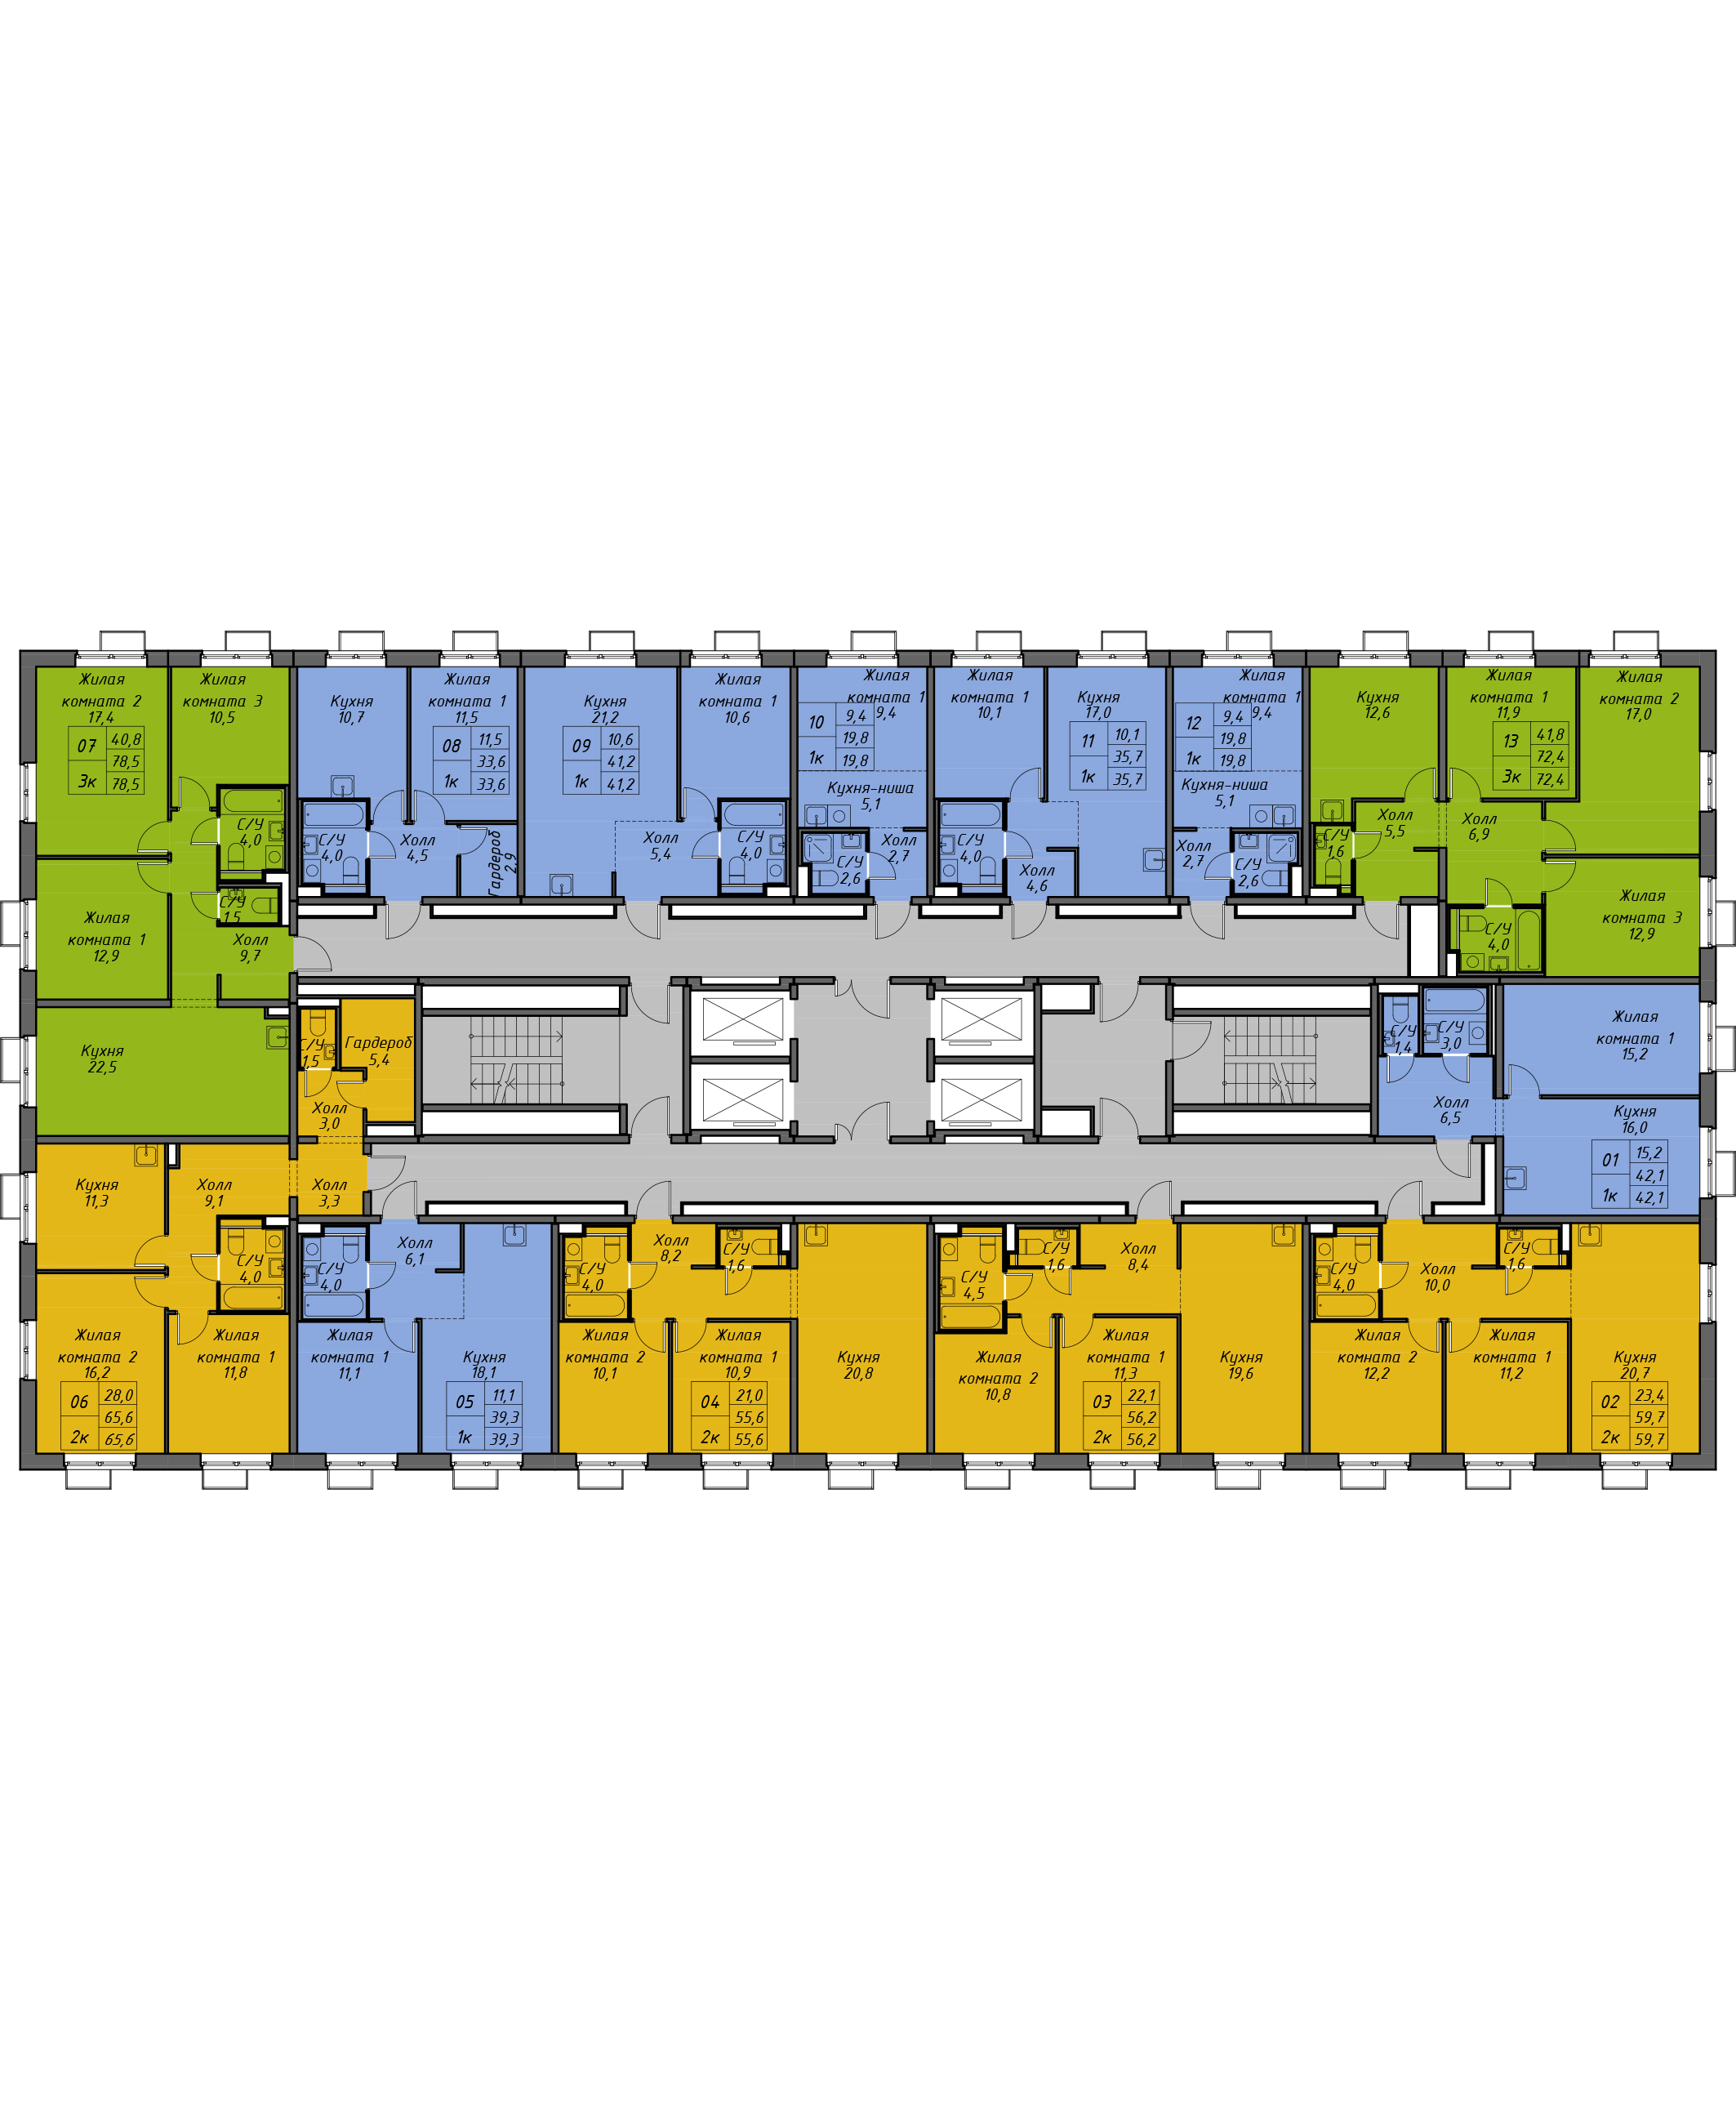 Жилая
комната 2
17,4
07
40,8
78,5
3к
78,5
Жилая
комната 3
10,5
С/У
4,0
С/У
1,5
Жилая
комната 1
12,9
Холл
9,7
Кухня
22,5
Кухня
10,7
Жилая
комната 1
11,5
08
11,5
33,6
1к
33,6
С/У
4,0
Холл
4,5
Гардероб
2,9
Кухня
21,2
09
10,6
41,2
1к
41,2
Жилая
комната 1
10,6
Холл
5,4
С/У
4,0
Жилая
комната 1
9,4
10
9,4
19,8
1к
19,8
Кухня-ниша
5,1
С/У
2,6
Холл
2,7
Жилая
комната 1
10,1
Кухня
17,0
11
10,1
35,7
1к
35,7
С/У
4,0
Холл
4,6
Жилая
комната 1
9,4
12
9,4
19,8
1к
19,8
Кухня-ниша
5,1
Холл
2,7
С/У
2,6
Кухня
12,6
С/У
1,6
Холл
5,5
Жилая
комната 1
11,9
13
41,8
72,4
3к
72,4
Холл
6,9
Жилая
комната 2
17,0
Жилая
комната 3
12,9
С/У
4,0
С/У
1,5
Гардероб
5,4
Холл
3,0
С/У
1,4
С/У
3,0
Жилая
комната 1
15,2
Холл
6,5
Кухня
16,0
01
15,2
42,1
1к
42,1
Кухня
11,3
Холл
9,1
Холл
3,3
С/У
4,0
Жилая
комната 2
16,2
06
28,0
65,6
2к
65,6
Жилая
комната 1
11,8
С/У
4,0
Холл
6,1
Жилая
комната 1
11,1
Кухня
18,1
05
11,1
39,3
1к
39,3
С/У
4,0
Холл
8,2
С/У
1,6
Жилая
комната 2
10,1
Жилая
комната 1
10,9
04
21,0
55,6
2к
55,6
Кухня
20,8
С/У
4,5
С/У
1,6
Холл
8,4
Жилая
комната 2
10,8
Жилая
комната 1
11,3
03
22,1
56,2
2к
56,2
Кухня
19,6
С/У
4,0
Холл
10,0
С/У
1,6
Жилая
комната 2
12,2
Жилая
комната 1
11,2
Кухня
20,7
02
23,4
59,7
2к
59,7